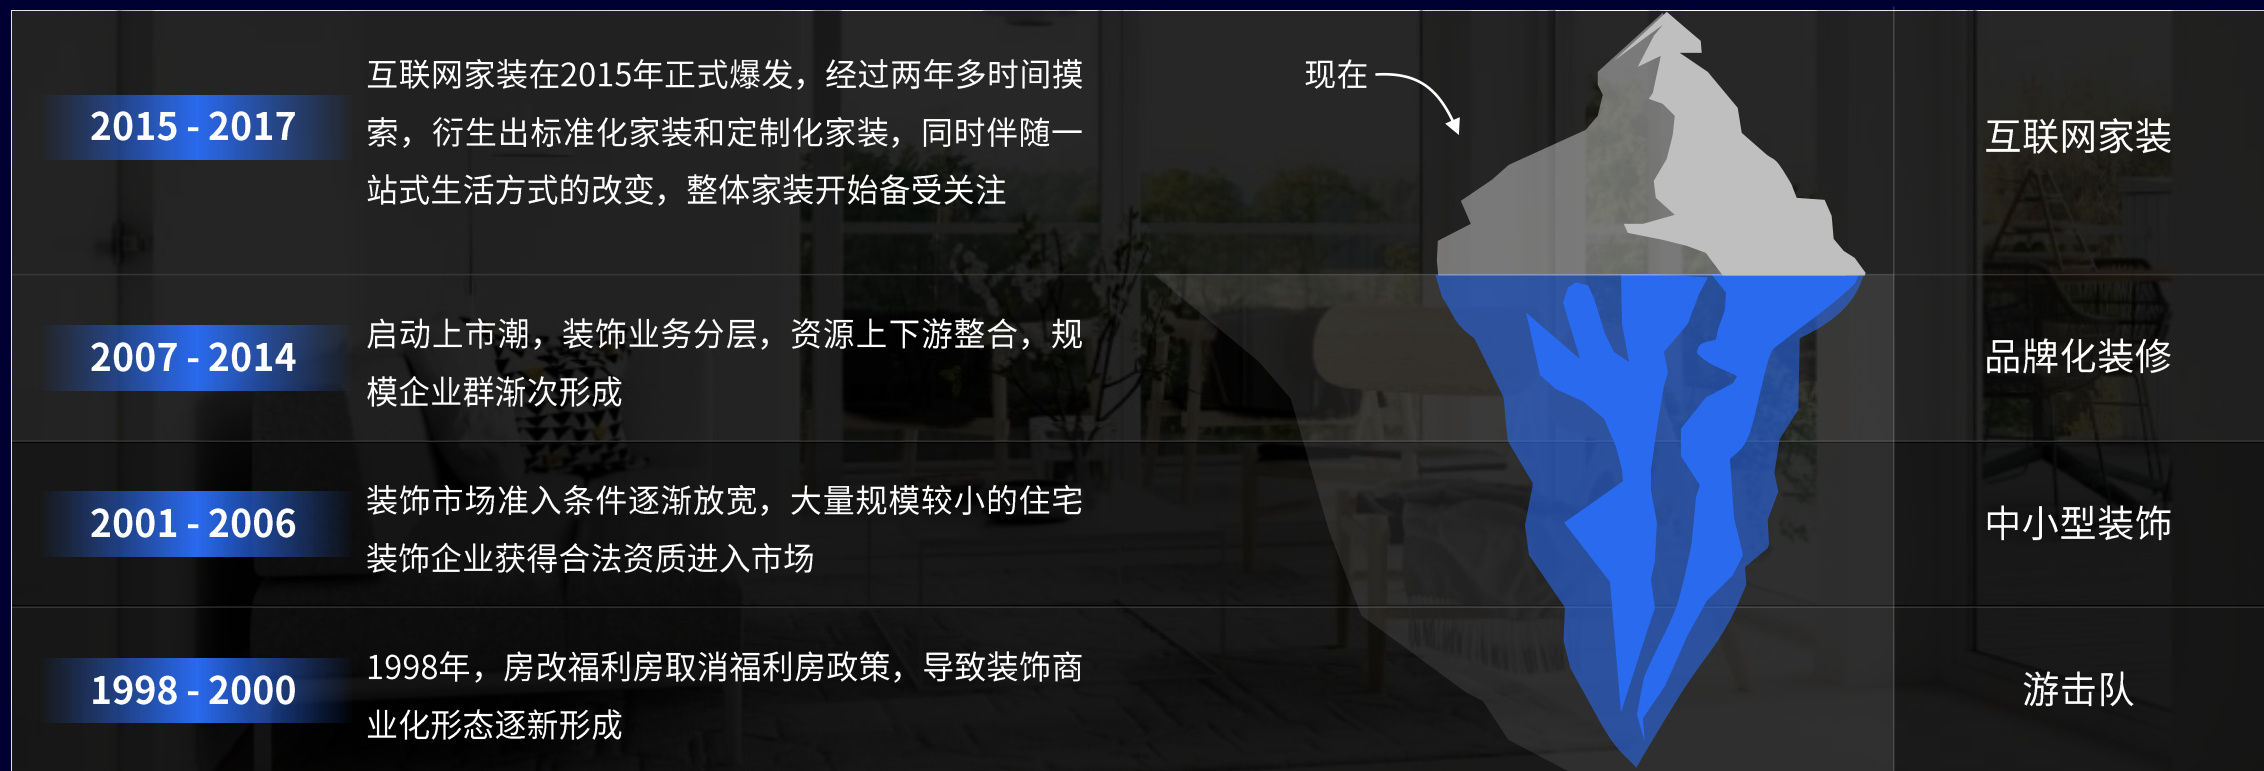 2015 - 2017
互联网家装在2015年正式爆发，经过两年多时间摸
索，衍生出标准化家装和定制化家装，同时伴随一
站式生活方式的改变，整体家装开始备受关注
现在
互联网家装
2007 - 2014
启动上市潮，装饰业务分层，资源上下游整合，规
模企业群渐次形成
品牌化装修
2001 - 2006
装饰市场准入条件逐渐放宽，大量规模较小的住宅
装饰企业获得合法资质进入市场
中小型装饰
1998 - 2000
1998年，房改福利房取消福利房政策，导致装饰商
业化形态逐新形成
游击队